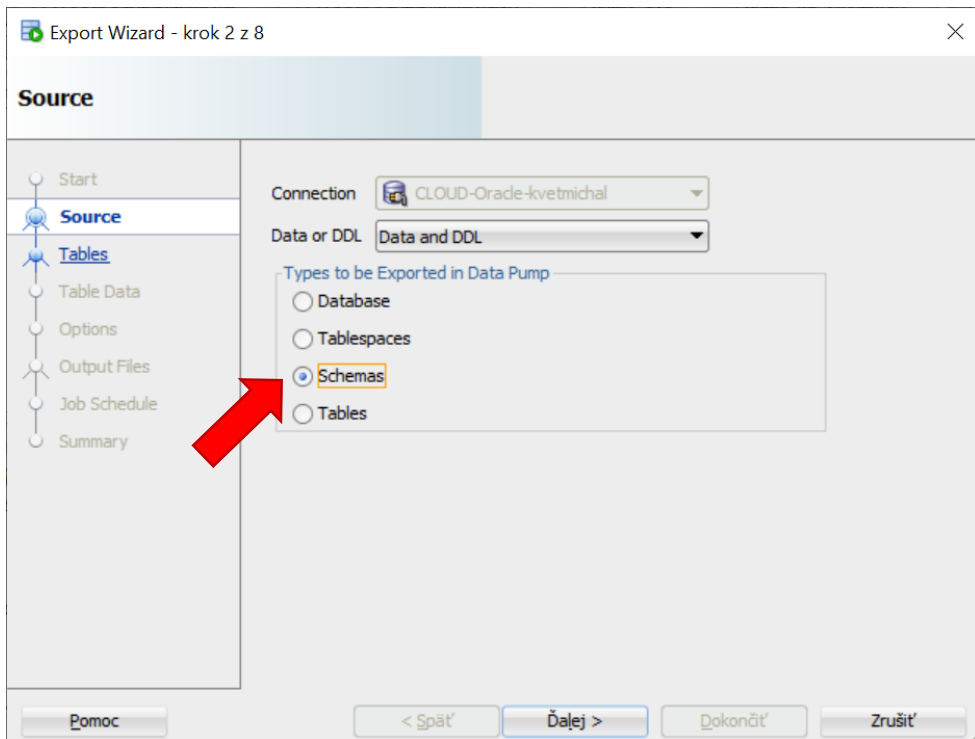 Export Wizard - krok 2 z 8
Source
Start
Source
Tables
Table Data
Options
Output Files
Job Schedule
Summary
Connection CLOUD-Oracle-kvetmichal
Data or DDL Data and DDL
Types to be Exported in Data Pump
Database
Tablespaces
Schemas
Tables
Pomoc < Späť Ďalej > Dokončiť Zrušiť